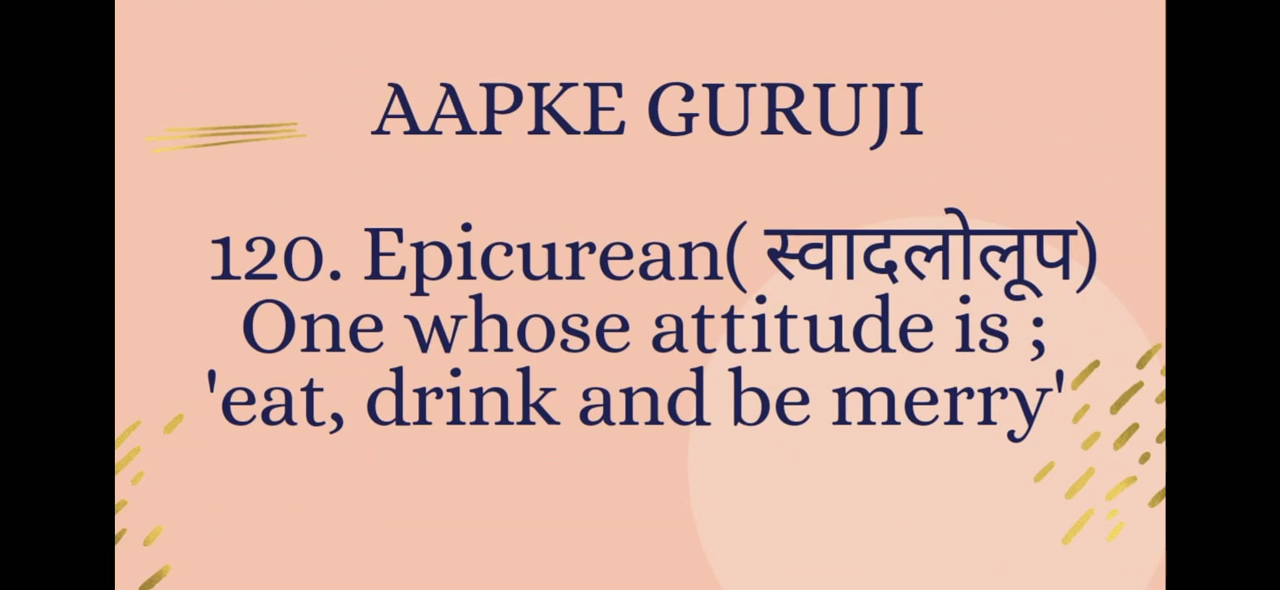 AAPKE GURUJI
120. Epicurean( स्वादलोलूप)
One whose attitude is ;
'eat, drink and be merry'